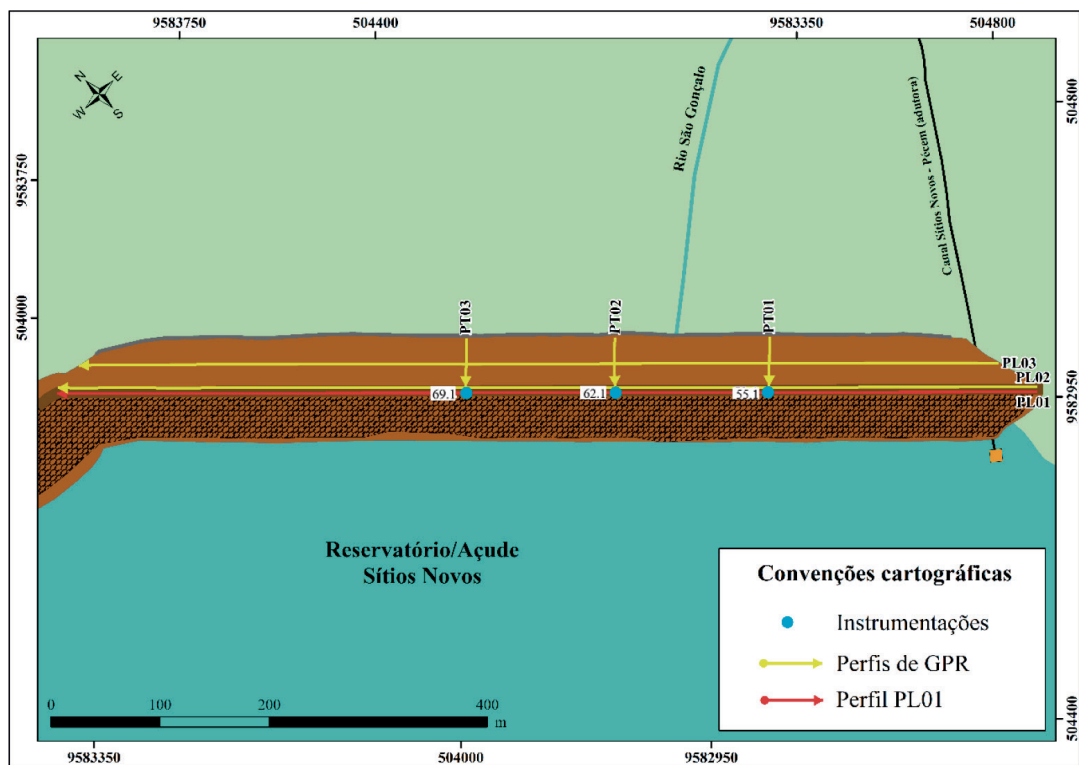 9583750
504400
9583350
504800
N
E
W
S
Rio São Gonçalo
Canal Sítios Novos - Pécem (adutora)
504800
9583750
504000
9582950
504400
PT03
PT02
PT01
PL03
PL02
PL01
69.1
62.1
55.1
Reservatório/Açude
Sítios Novos
Convenções cartográficas
Instrumentações
Perfis de GPR
Perfil PL01
0
100
200
400
m
9583350
504000
9582950